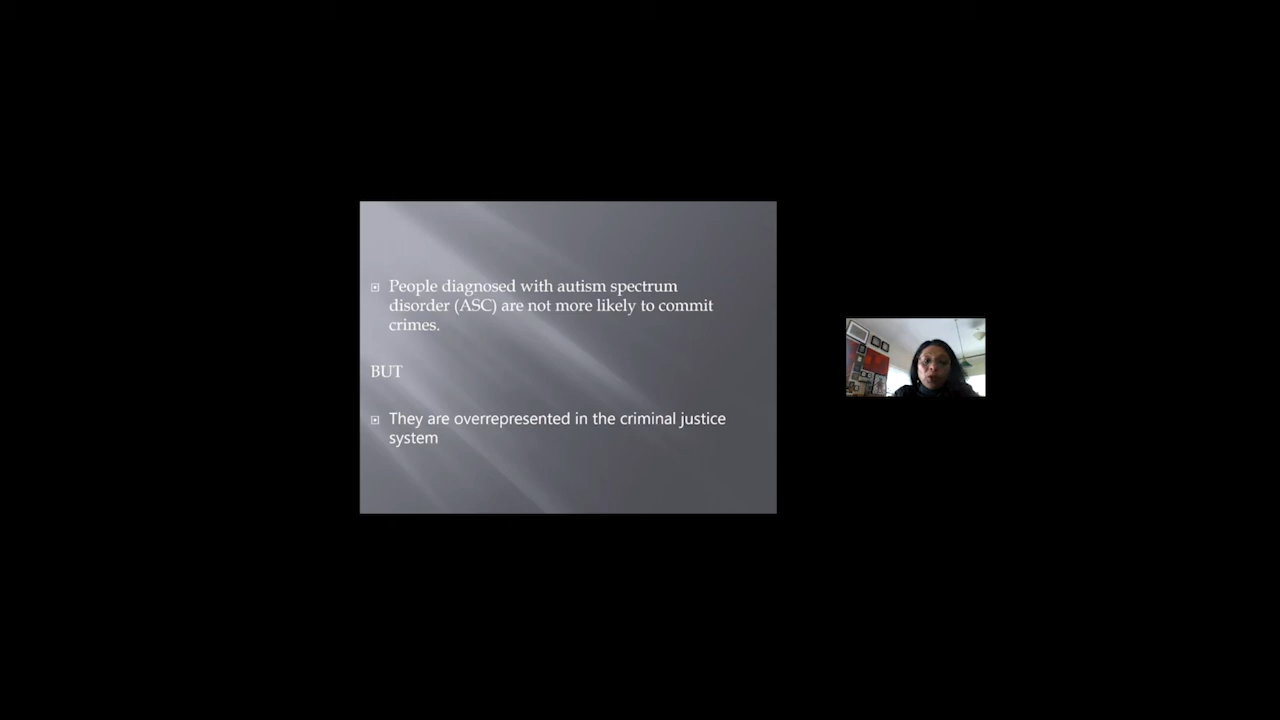 People diagnosed with autism spectrum
disorder (ASC) are not more likely to commit
crimes.
BUT
They are overrepresented in the criminal justice
system